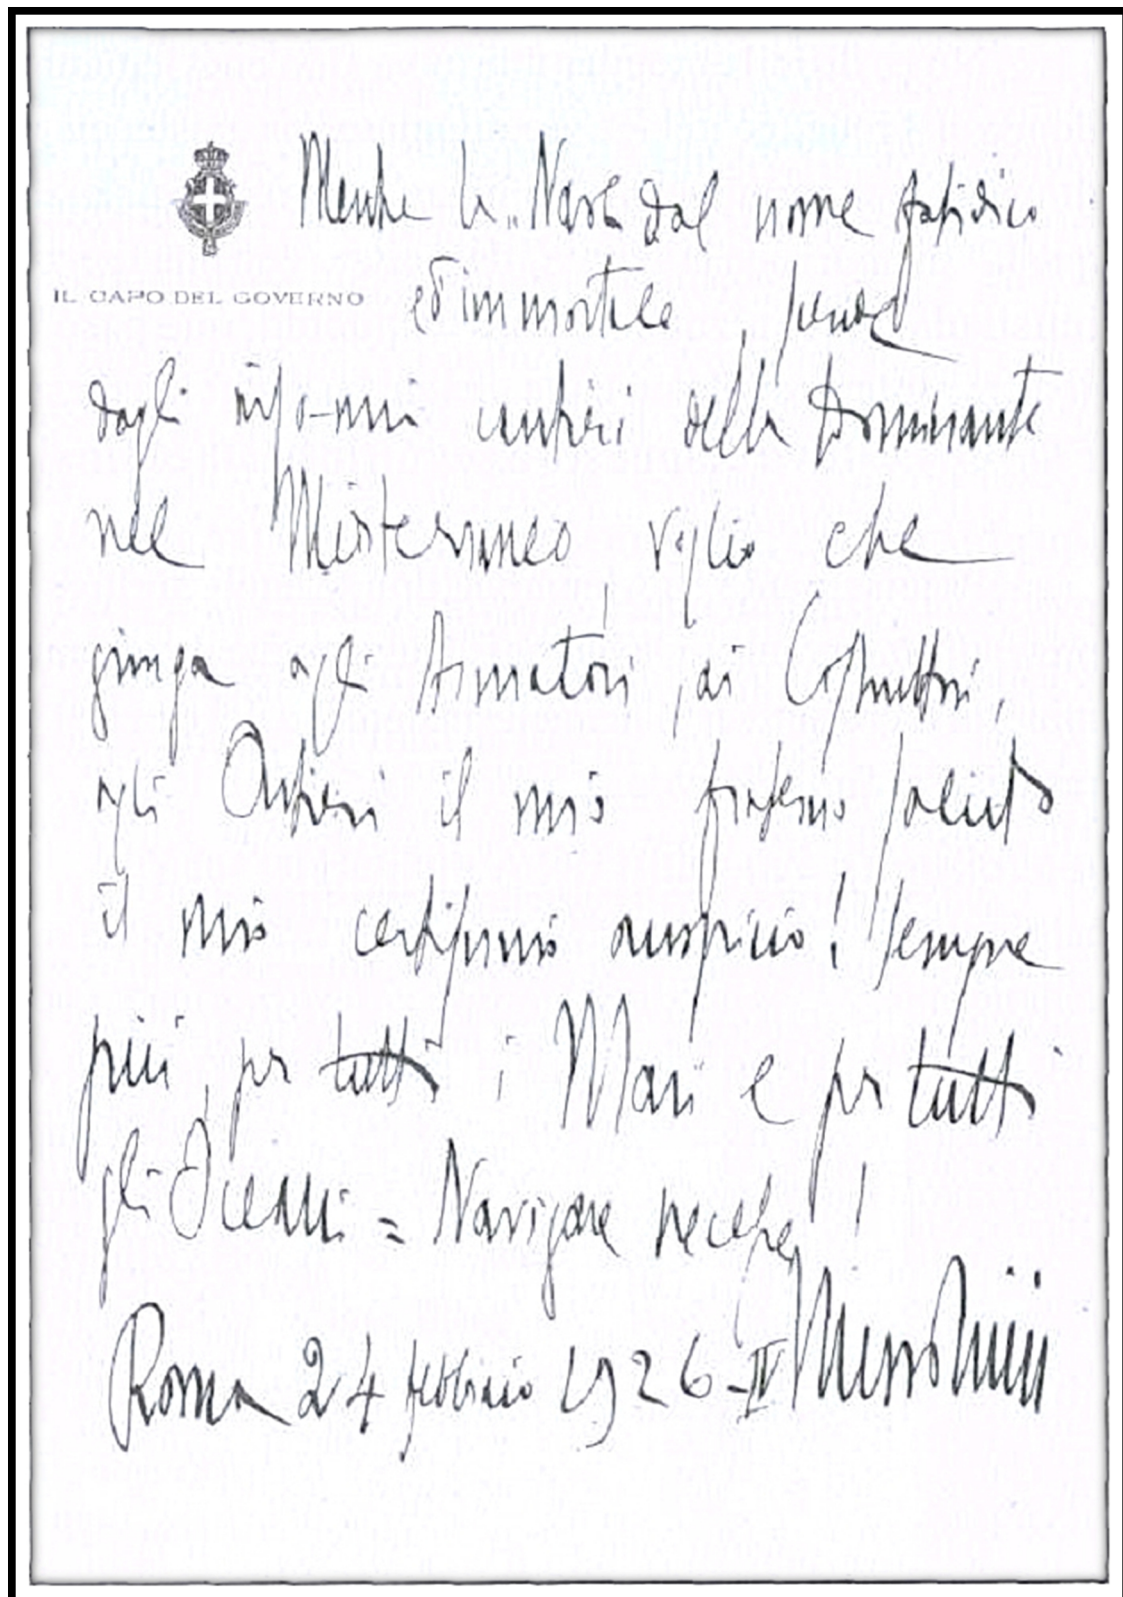 Mentre la "Nave dal nome fatidico
IL CAPO DEL GOVERNO
ed immortale, scende
dagli cantieri della Dominante
nel Mediterraneo, voglio che
giunga agli Armatori, ai Costruttori,
agli Artieri il mio fraterno saluto
il mio certissimo auspicio! Sempre
più, per tutti i Mari e per tutti
gli Oceani = Navigare necesse!
Roma 24 febbraio 1926 - IV Mussolini